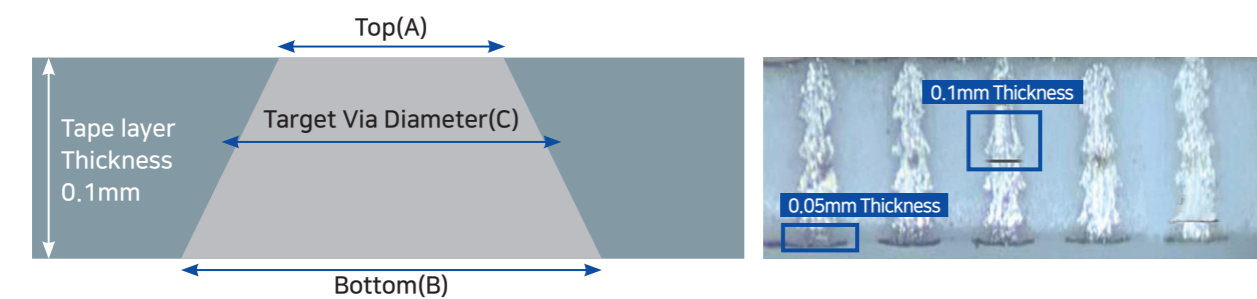 Top(A)
Tape layer
Thickness
0.1mm
Target Via Diameter(C)
Bottom(B)
0.1mm Thickness
0.05mm Thickness